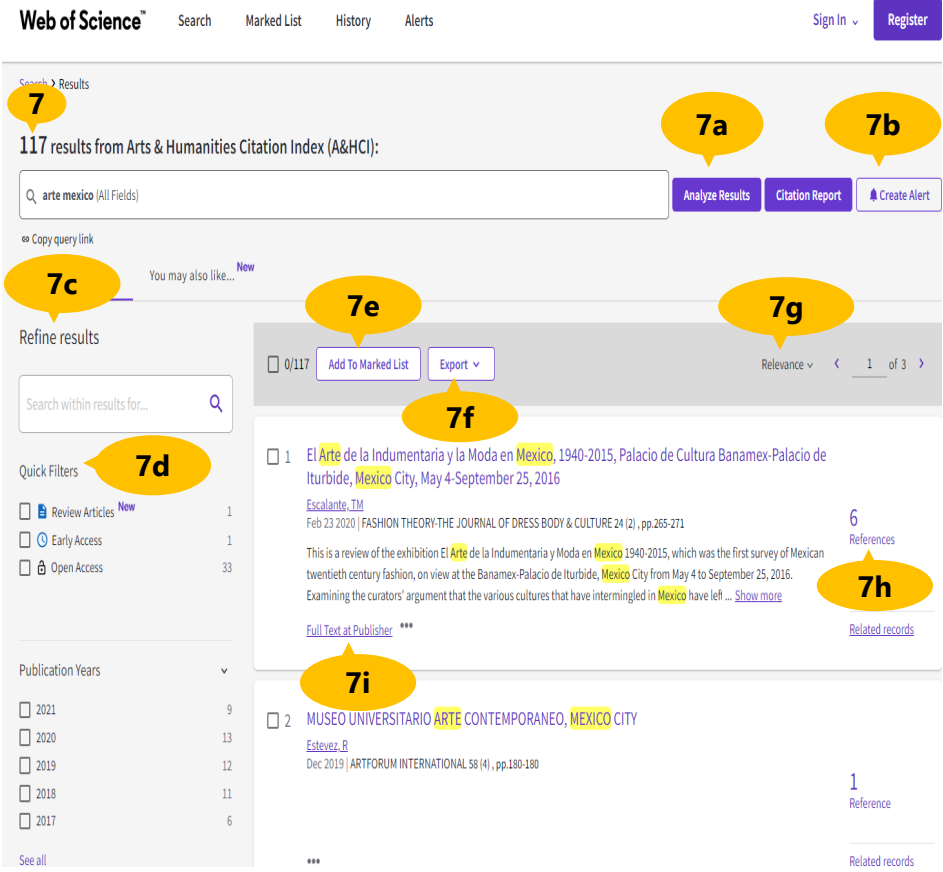 Web of Science™ Search Marked List History Alerts Sign In Register
Search > Results
7
7a
7b
117 results from Arts & Humanities Citation Index (A&HCI):
arte mexico (All Fields)
Analyze Results Citation Report Create Alert
Copy query link
7c
You may also like... New
7e
7g
Refine results
0/117 Add To Marked List Export
Relevance 1 of 3
Search within results for...
7f
Quick Filters
7d
Review Articles New 1
Early Access 1
Open Access 33
1 El Arte de la Indumentaria y la Moda en Mexico, 1940-2015, Palacio de Cultura Banamex-Palacio de
Iturbide, Mexico City, May 4-September 25, 2016
Escalante, TM
Feb 23 2020 | FASHION THEORY-THE JOURNAL OF DRESS BODY & CULTURE 24 (2) , pp.265-271
This is a review of the exhibition El Arte de la Indumentaria y Moda en Mexico 1940-2015, which was the first survey of Mexican
twentieth century fashion, on view at the Banamex-Palacio de Iturbide, Mexico City from May 4 to September 25, 2016.
Examining the curators' argument that the various cultures that have intermingled in Mexico have left ... Show more
Full Text at Publisher
6
References
7h
Related records
7i
Publication Years
2021 9
2020 13
2019 12
2018 11
2017 6
See all
2 MUSEO UNIVERSITARIO ARTE CONTEMPORANEO, MEXICO CITY
Estevez, R
Dec 2019 | ARTFORUM INTERNATIONAL 58 (4) , pp.180-180
1
Reference
Related records